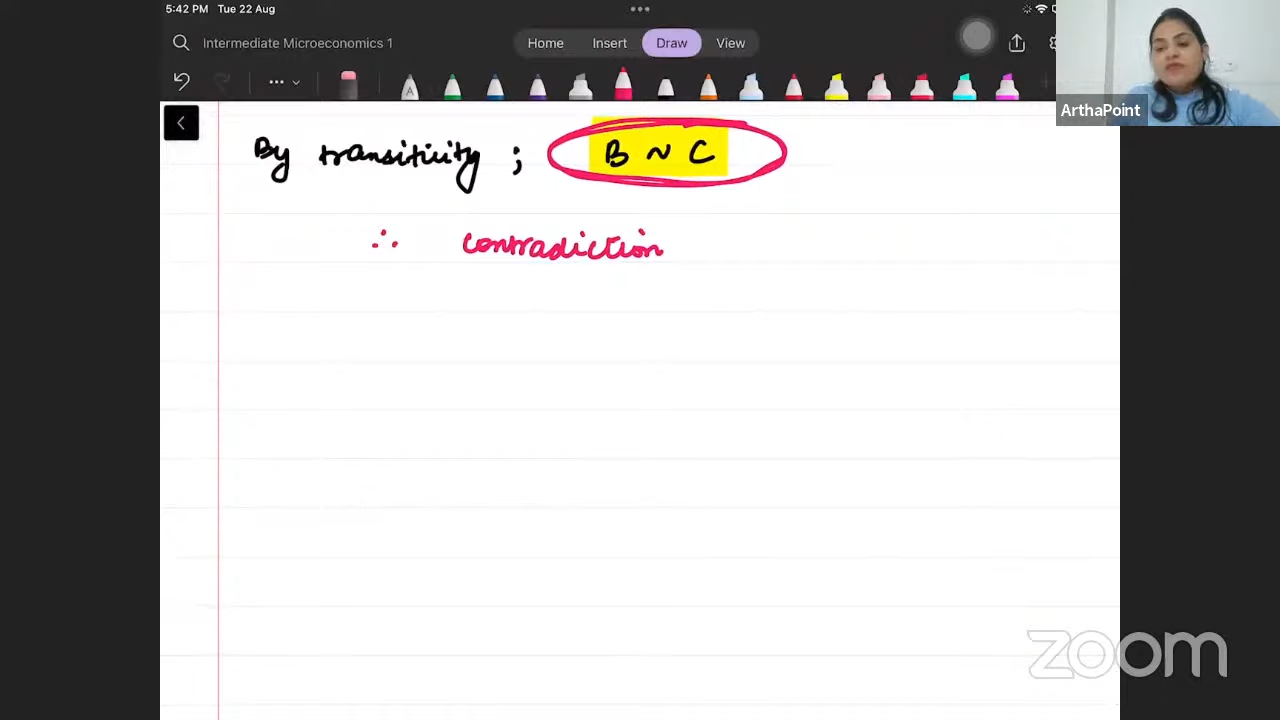 5:42 PM Tue 22 Aug
Intermediate Microeconomics 1
Home Insert Draw View
A
ArthaPoint
By transitivity ; B ~ C
∴ contradiction
zoom